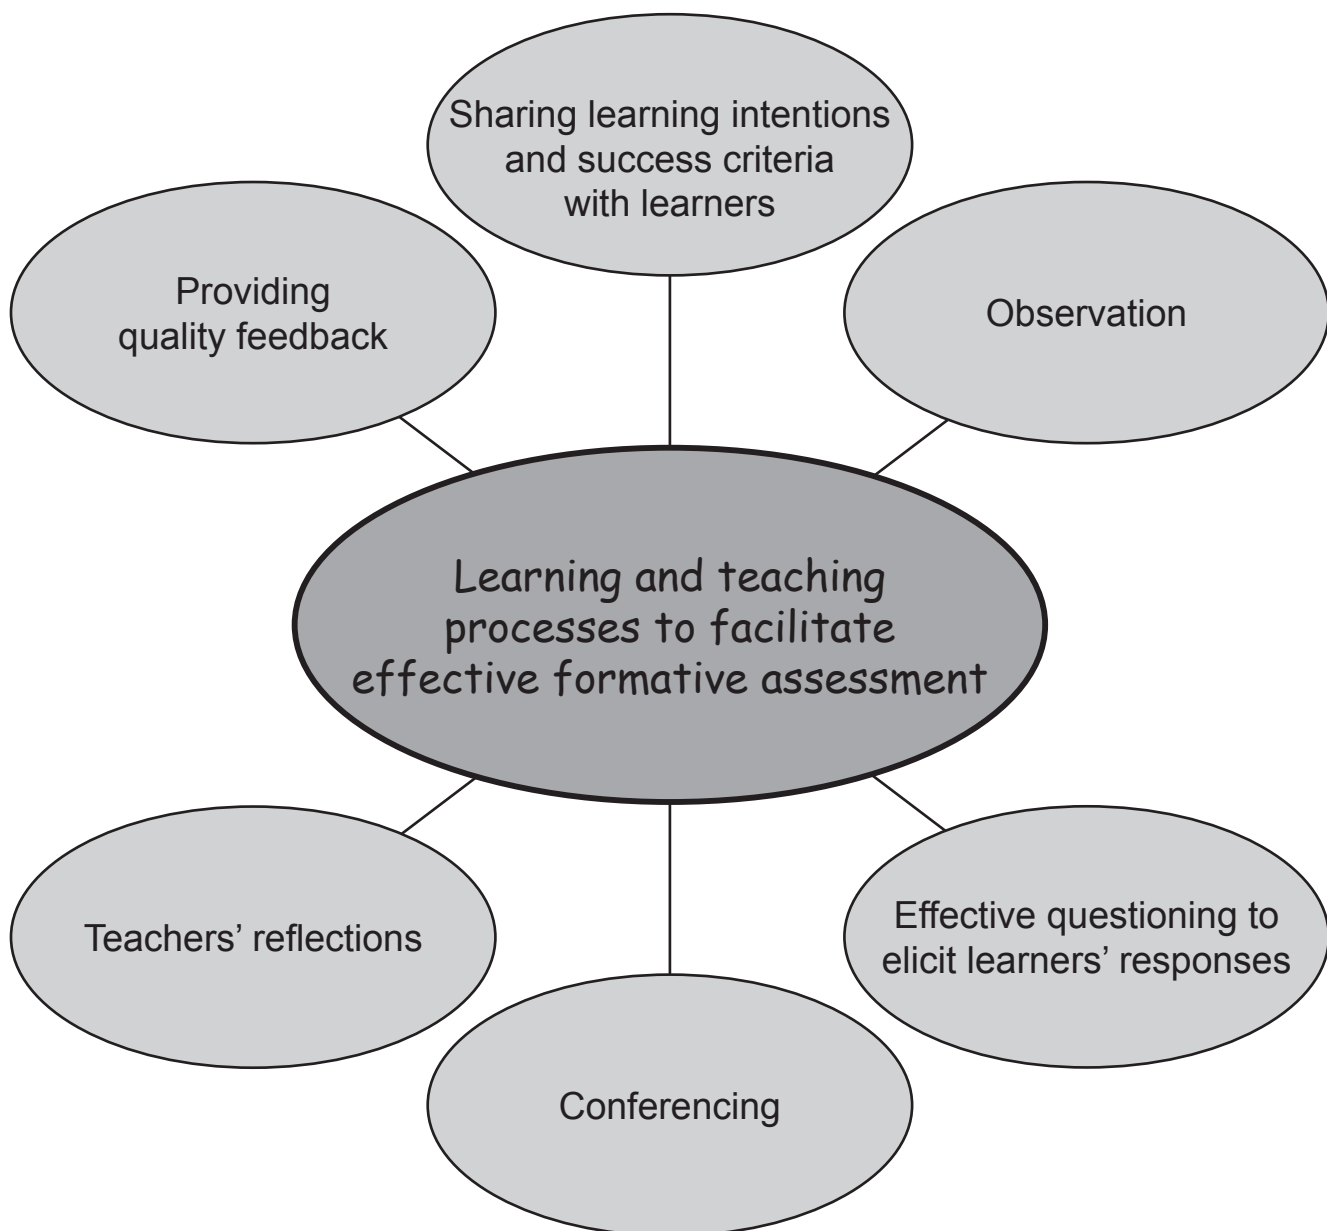 Sharing learning intentions
and success criteria
with learners
Providing
quality feedback
Observation
Learning and teaching
processes to facilitate
effective formative assessment
Teachers’ reflections
Effective questioning to
elicit learners’ responses
Conferencing